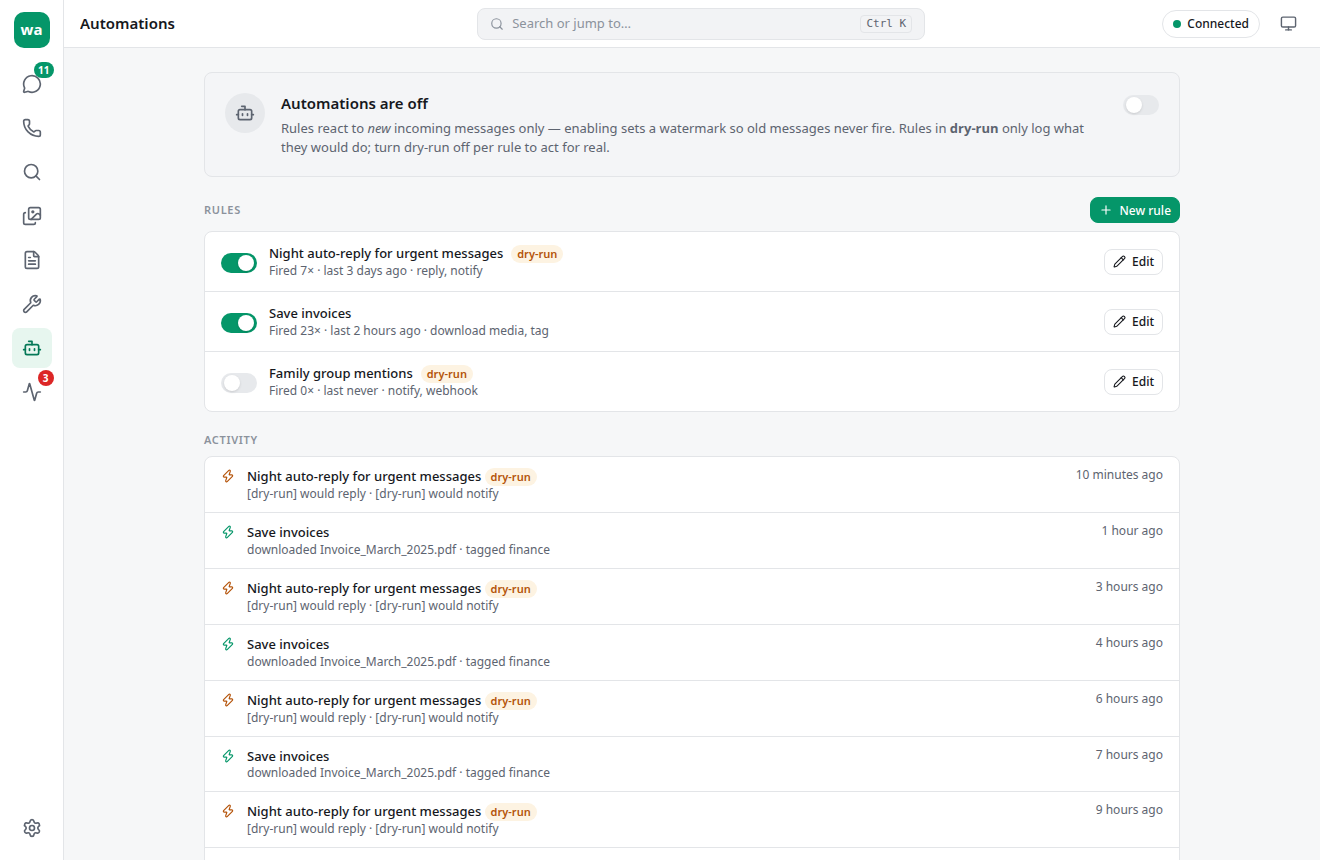 wa
Automations
Search or jump to...
Ctrl K
Connected
11
3
Automations are off
Rules react to new incoming messages only — enabling sets a watermark so old messages never fire. Rules in dry-run only log what
they would do; turn dry-run off per rule to act for real.
RULES
New rule
Night auto-reply for urgent messages dry-run
Fired 7× · last 3 days ago · reply, notify
Edit
Save invoices
Fired 23× · last 2 hours ago · download media, tag
Edit
Family group mentions dry-run
Fired 0× · last never · notify, webhook
Edit
ACTIVITY
Night auto-reply for urgent messages dry-run
10 minutes ago
[dry-run] would reply · [dry-run] would notify
Save invoices
1 hour ago
downloaded Invoice_March_2025.pdf · tagged finance
Night auto-reply for urgent messages dry-run
3 hours ago
[dry-run] would reply · [dry-run] would notify
Save invoices
4 hours ago
downloaded Invoice_March_2025.pdf · tagged finance
Night auto-reply for urgent messages dry-run
6 hours ago
[dry-run] would reply · [dry-run] would notify
Save invoices
7 hours ago
downloaded Invoice_March_2025.pdf · tagged finance
Night auto-reply for urgent messages dry-run
9 hours ago
[dry-run] would reply · [dry-run] would notify